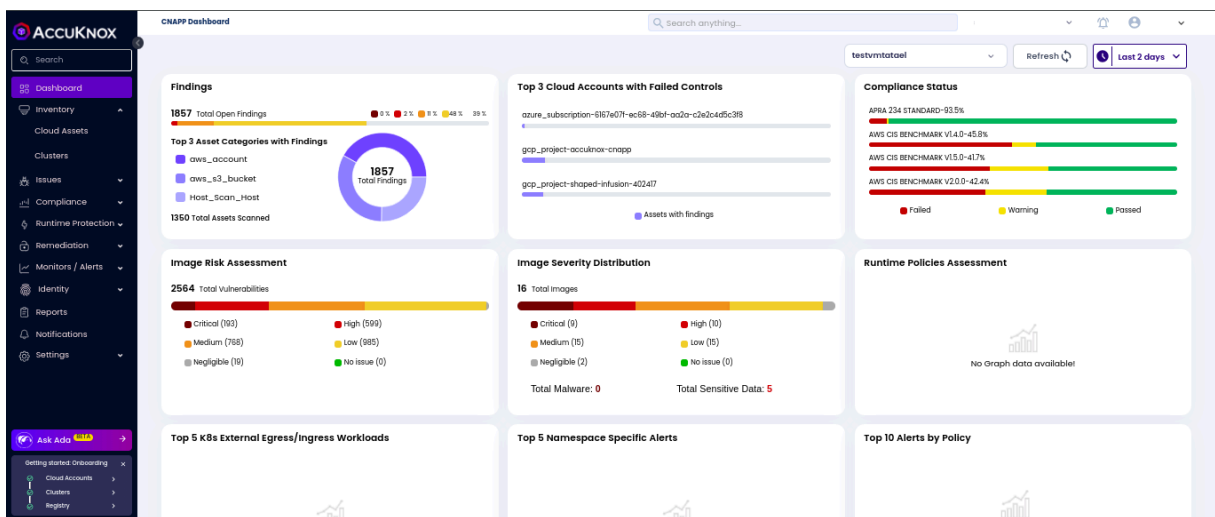 ACCUKNOX
Search
Dashboard
Inventory
Cloud Assets
Clusters
Issues
Compliance
Runtime Protection
Remediation
Monitors / Alerts
Identity
Reports
Notifications
Settings
Ask Ada BETA
Getting started: Onboarding
Cloud Accounts
Clusters
Registry
CNAPP Dashboard
Search anything...
testvmtatael
Refresh
Last 2 days
Findings
1857 Total Open Findings
0 % 2 % 11 % 48 % 39 %
Top 3 Asset Categories with Findings
aws_account
aws_s3_bucket
Host_Scan_Host
1857
Total Findings
1350 Total Assets Scanned
Top 3 Cloud Accounts with Failed Controls
azure_subscription-6167e07f-ec68-49bf-aa2a-c2e2c4d5c3f8
gcp_project-accuknox-cnapp
gcp_project-shaped-infusion-402417
Assets with findings
Compliance Status
APRA 234 STANDARD-93.5%
AWS CIS BENCHMARK V1.4.0-45.8%
AWS CIS BENCHMARK V1.5.0-41.7%
AWS CIS BENCHMARK V2.0.0-42.4%
Failed Warning Passed
Image Risk Assessment
2564 Total Vulnerabilities
Critical (193) High (599)
Medium (768) Low (985)
Negligible (19) No issue (0)
Image Severity Distribution
16 Total Images
Critical (9) High (10)
Medium (15) Low (15)
Negligible (2) No issue (0)
Total Malware: 0 Total Sensitive Data: 5
Runtime Policies Assessment
No Graph data available!
Top 5 K8s External Egress/Ingress Workloads
Top 5 Namespace Specific Alerts
Top 10 Alerts by Policy